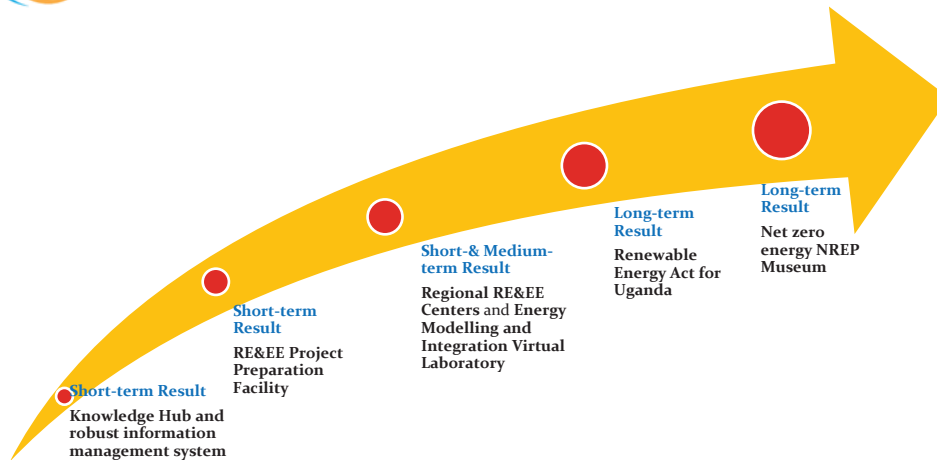 Short-term Result
Knowledge Hub and
robust information
management system
Short-term
Result
RE&EE Project
Preparation
Facility
Short-& Medium-
term Result
Regional RE&EE
Centers and Energy
Modelling and
Integration Virtual
Laboratory
Long-term
Result
Renewable
Energy Act for
Uganda
Long-term
Result
Net zero
energy NREP
Museum